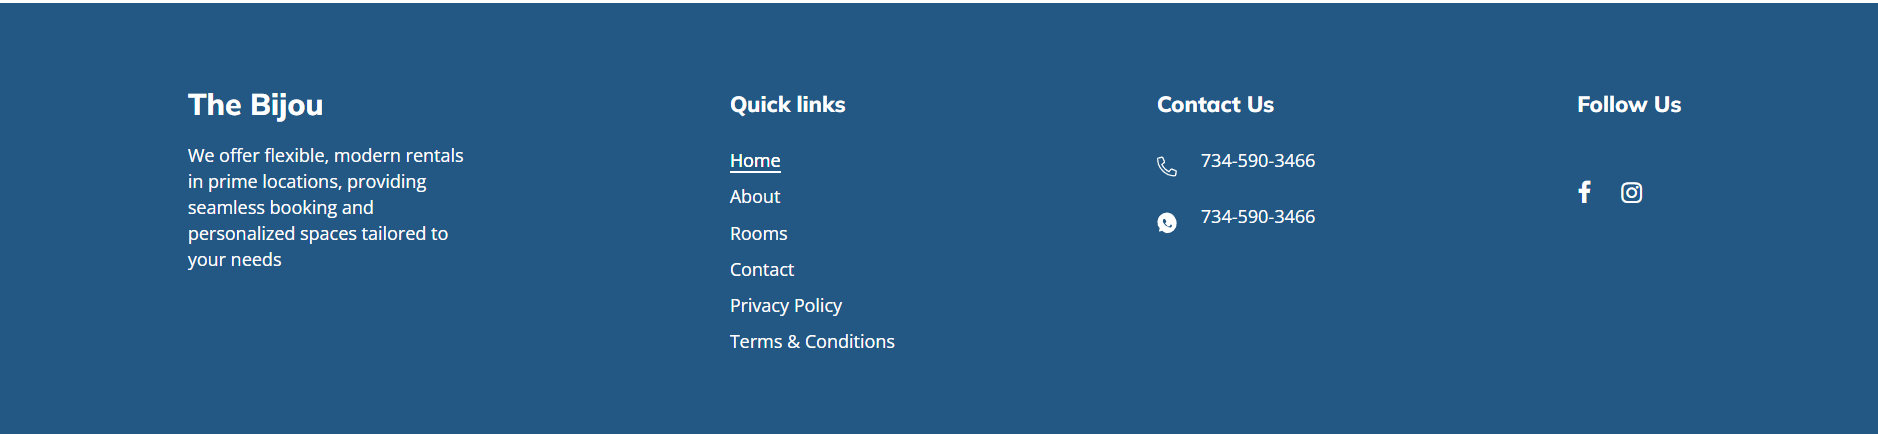 The Bijou
We offer flexible, modern rentals
in prime locations, providing
seamless booking and
personalized spaces tailored to
your needs
Quick links
Home
About
Rooms
Contact
Privacy Policy
Terms & Conditions
Contact Us
734-590-3466
734-590-3466
Follow Us